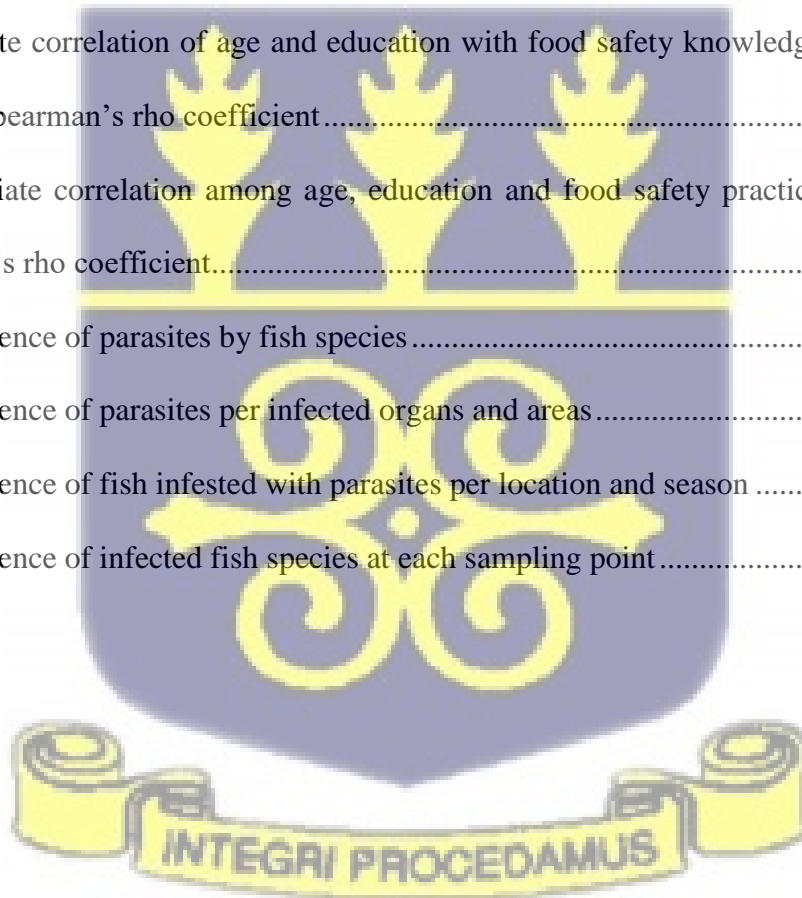 te correlation of age and education with food safety knowledg
pearman's rho coefficient....................................................................
iate correlation among age, education and food safety practic
s rho coefficient....................................................................................
ence of parasites by fish species..........................................................
ence of parasites per infected organs and areas...............................
ence of fish infested with parasites per location and season ......
ence of infected fish species at each sampling point.....................
INTEGRI PROCEDAMUS